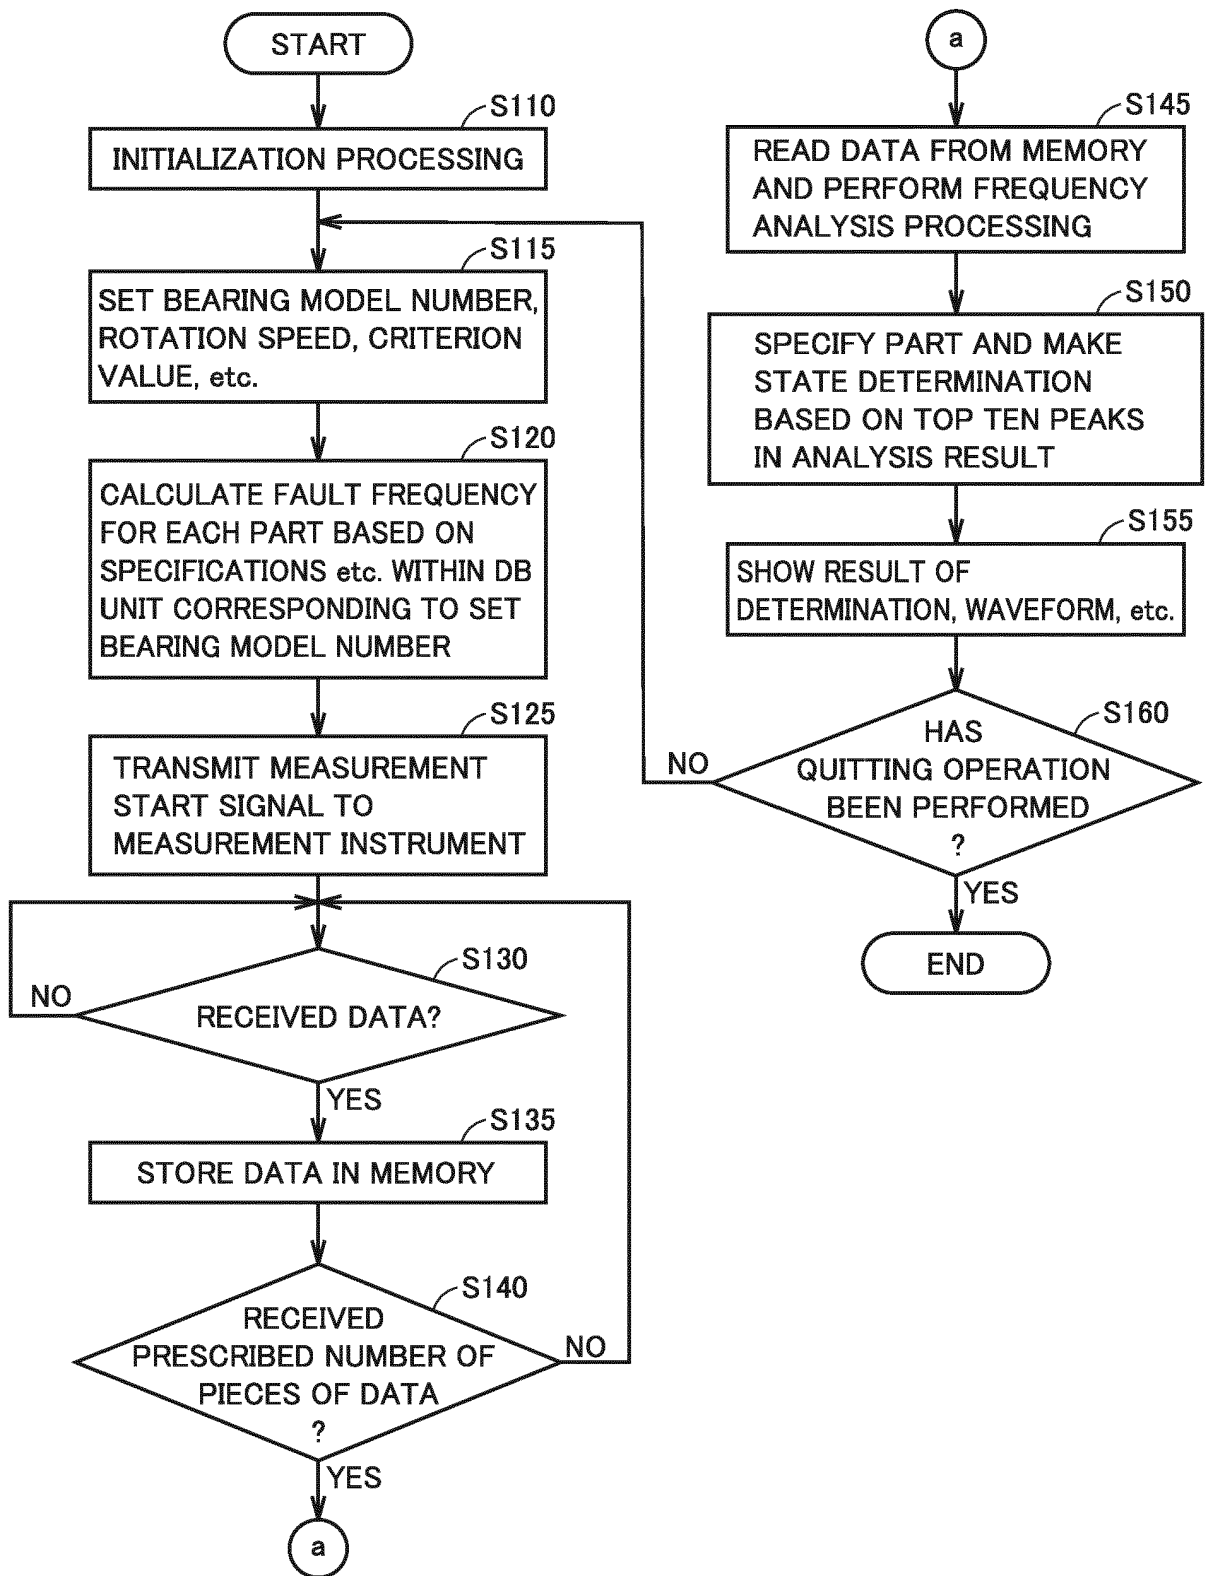 START
S110
INITIALIZATION PROCESSING
S115
SET BEARING MODEL NUMBER,
ROTATION SPEED, CRITERION
VALUE, etc.
S120
CALCULATE FAULT FREQUENCY
FOR EACH PART BASED ON
SPECIFICATIONS etc. WITHIN DB
UNIT CORRESPONDING TO SET
BEARING MODEL NUMBER
S125
TRANSMIT MEASUREMENT
START SIGNAL TO
MEASUREMENT INSTRUMENT
S130
NO
RECEIVED DATA?
YES
S135
STORE DATA IN MEMORY
S140
RECEIVED
PRESCRIBED NUMBER OF
PIECES OF DATA
?
NO
YES
a
a
S145
READ DATA FROM MEMORY
AND PERFORM FREQUENCY
ANALYSIS PROCESSING
S150
SPECIFY PART AND MAKE
STATE DETERMINATION
BASED ON TOP TEN PEAKS
IN ANALYSIS RESULT
S155
SHOW RESULT OF
DETERMINATION, WAVEFORM, etc.
S160
NO
HAS
QUITTING OPERATION
BEEN PERFORMED
?
YES
END